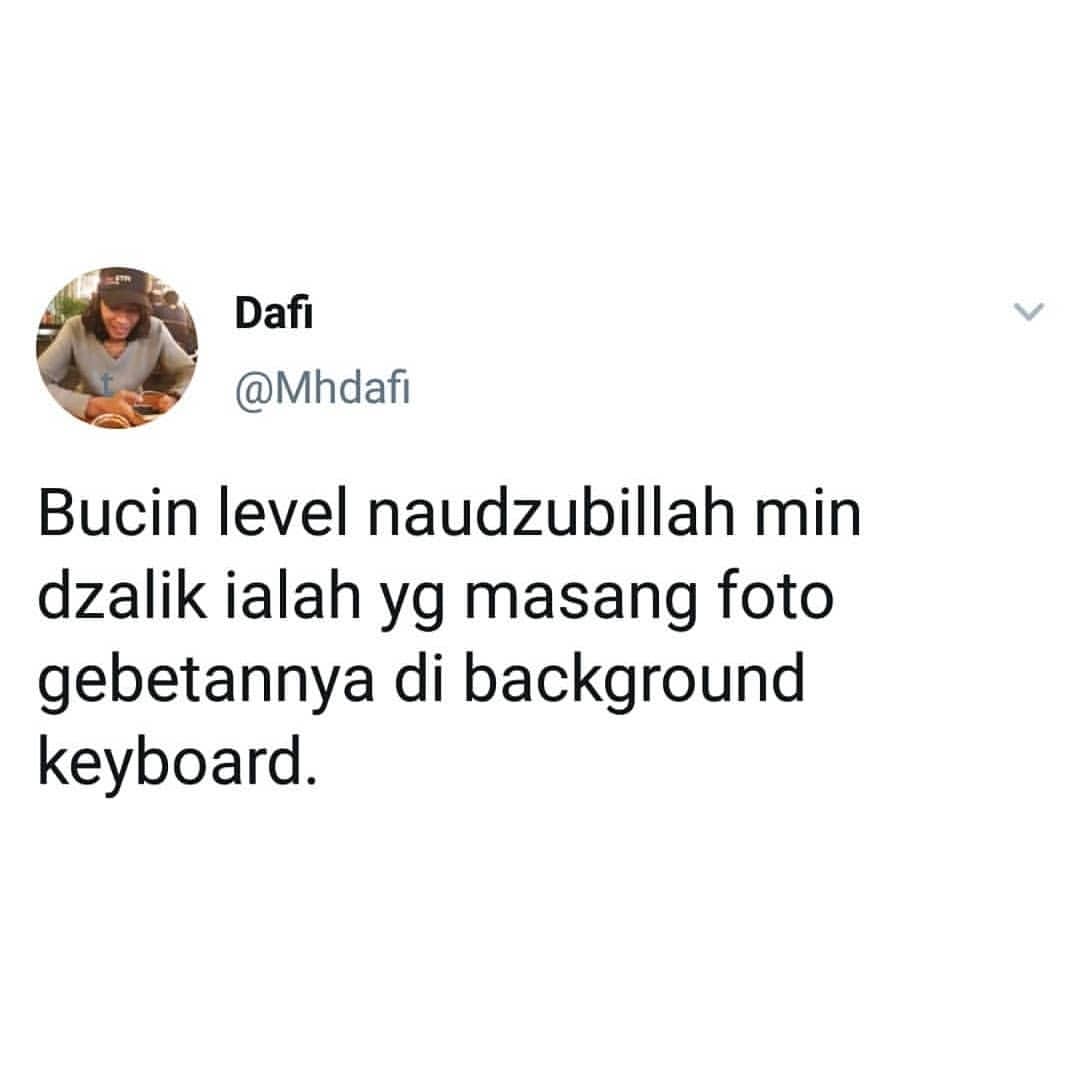 Dafi
@Mhdafi
Bucin level naudzubillah min
dzalik ialah yg masang foto
gebetannya di background
keyboard.